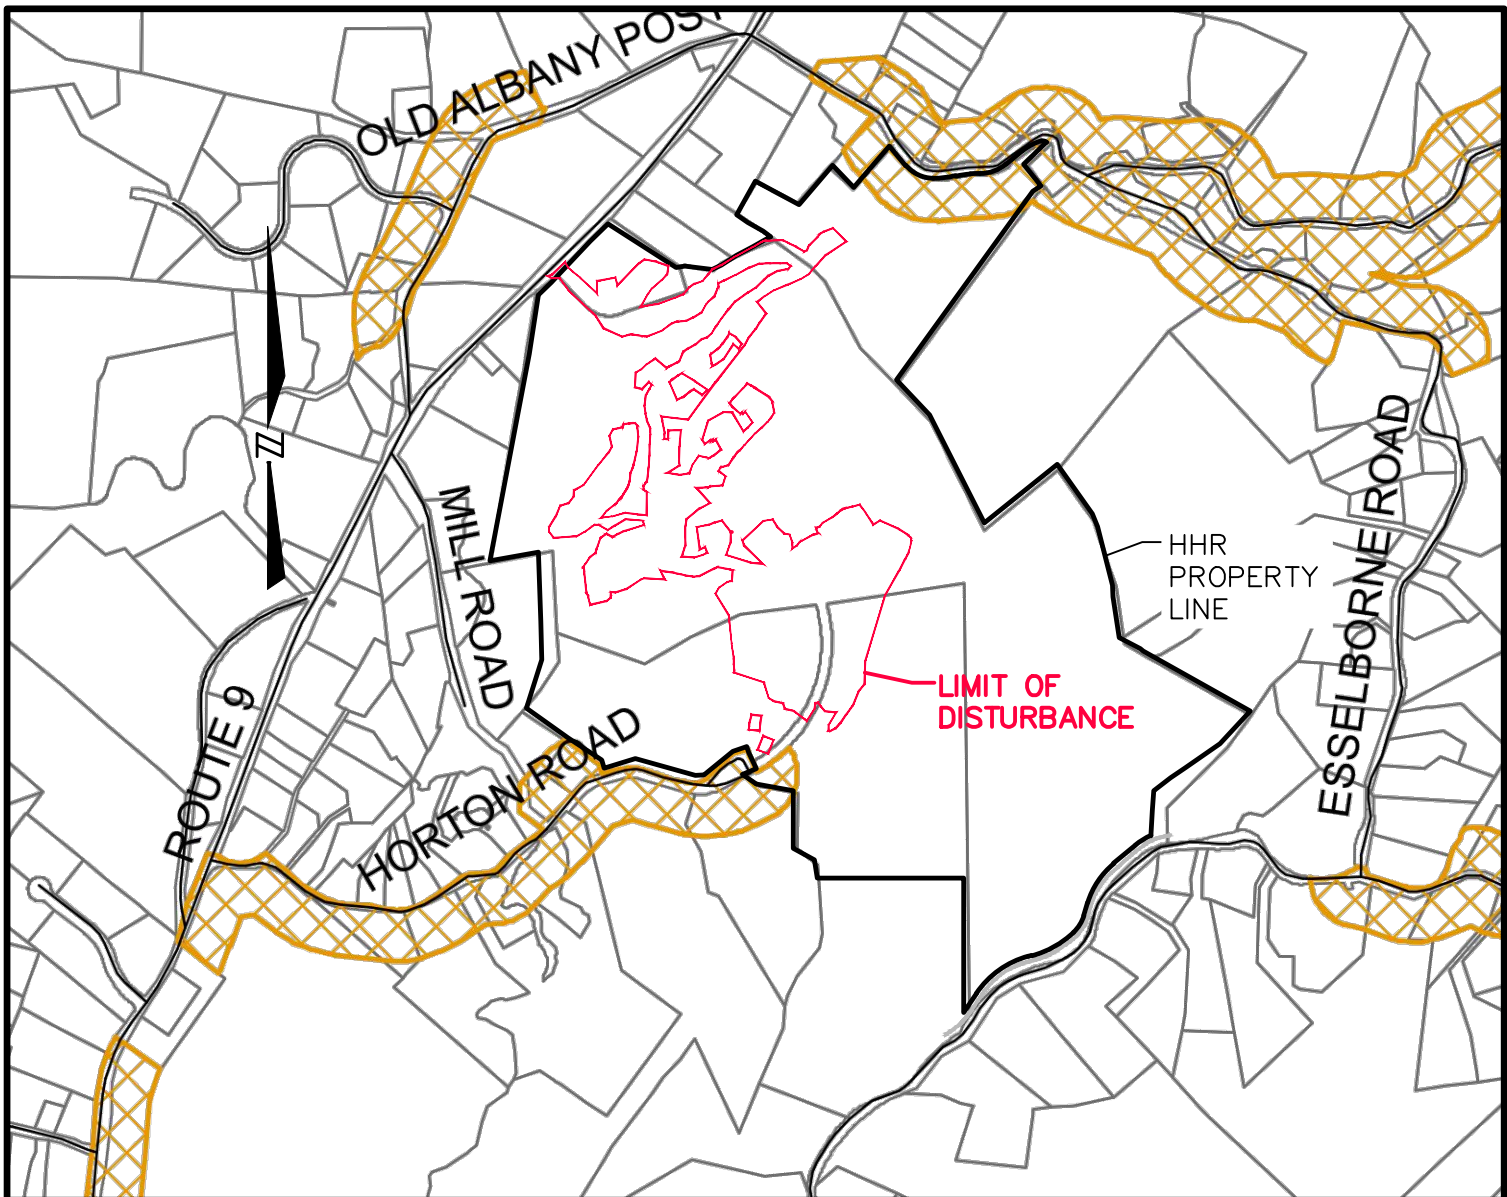 OLD ALBANY POST
MILL ROAD
HHR
PROPERTY
LINE
ESSELBORNE ROAD
LIMIT OF
DISTURBANCE
ROUTE 9
HORTON ROAD
N